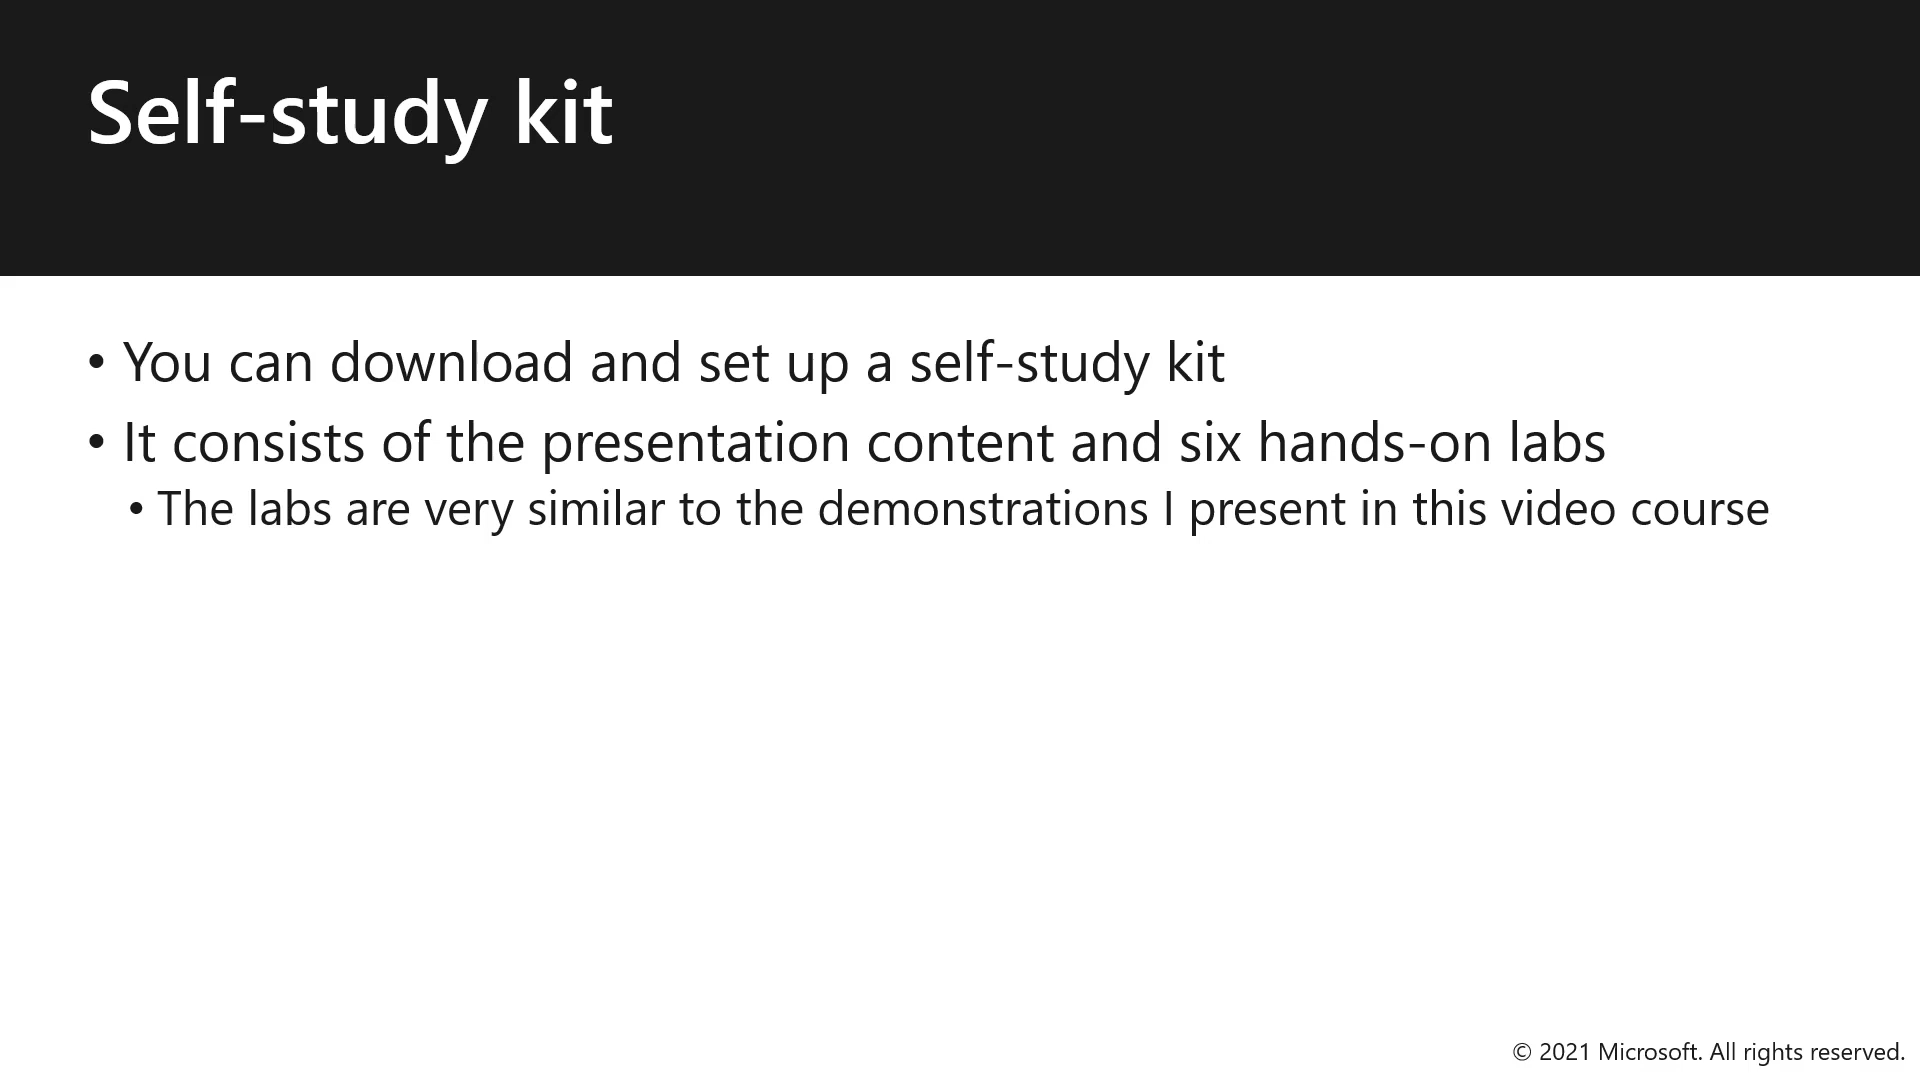 Self-study kit
• You can download and set up a self-study kit
• It consists of the presentation content and six hands-on labs
• The labs are very similar to the demonstrations I present in this video course
© 2021 Microsoft. All rights reserved.